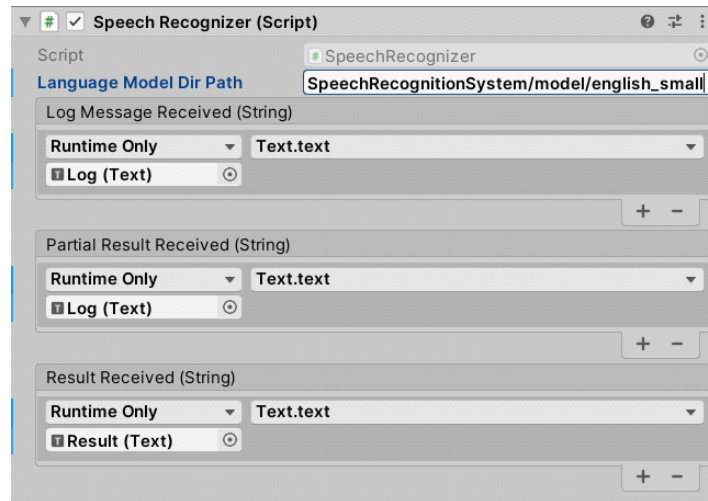 Speech Recognizer (Script)
Script SpeechRecognizer
Language Model Dir Path SpeechRecognitionSystem/model/english_small
Log Message Received (String)
Runtime Only Text.text
Log (Text)
Partial Result Received (String)
Runtime Only Text.text
Log (Text)
Result Received (String)
Runtime Only Text.text
Result (Text)